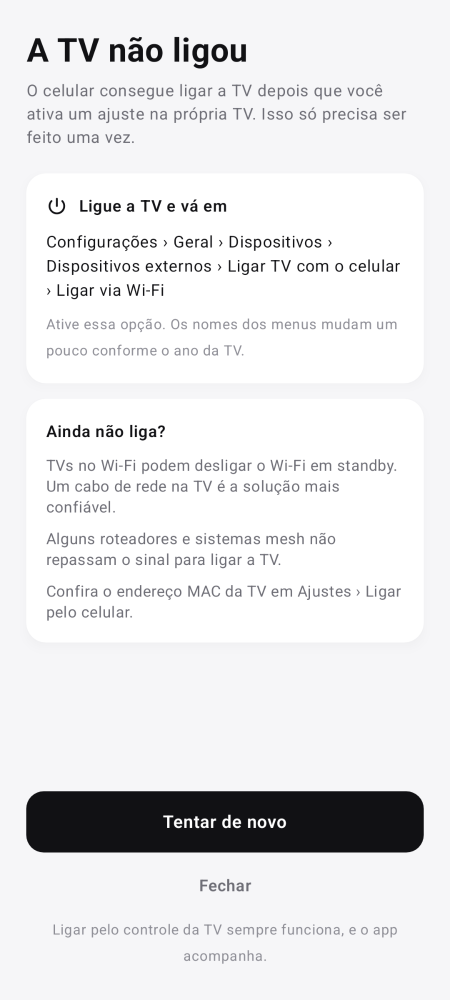 A TV não ligou
O celular consegue ligar a TV depois que você
ativa um ajuste na própria TV. Isso só precisa ser
feito uma vez.
Ligue a TV e vá em
Configurações › Geral › Dispositivos ›
Dispositivos externos › Ligar TV com o celular
› Ligar via Wi-Fi
Ative essa opção. Os nomes dos menus mudam um
pouco conforme o ano da TV.
Ainda não liga?
TVs no Wi-Fi podem desligar o Wi-Fi em standby.
Um cabo de rede na TV é a solução mais
confiável.
Alguns roteadores e sistemas mesh não
repassam o sinal para ligar a TV.
Confira o endereço MAC da TV em Ajustes › Ligar
pelo celular.
Tentar de novo
Fechar
Ligar pelo controle da TV sempre funciona, e o app
acompanha.